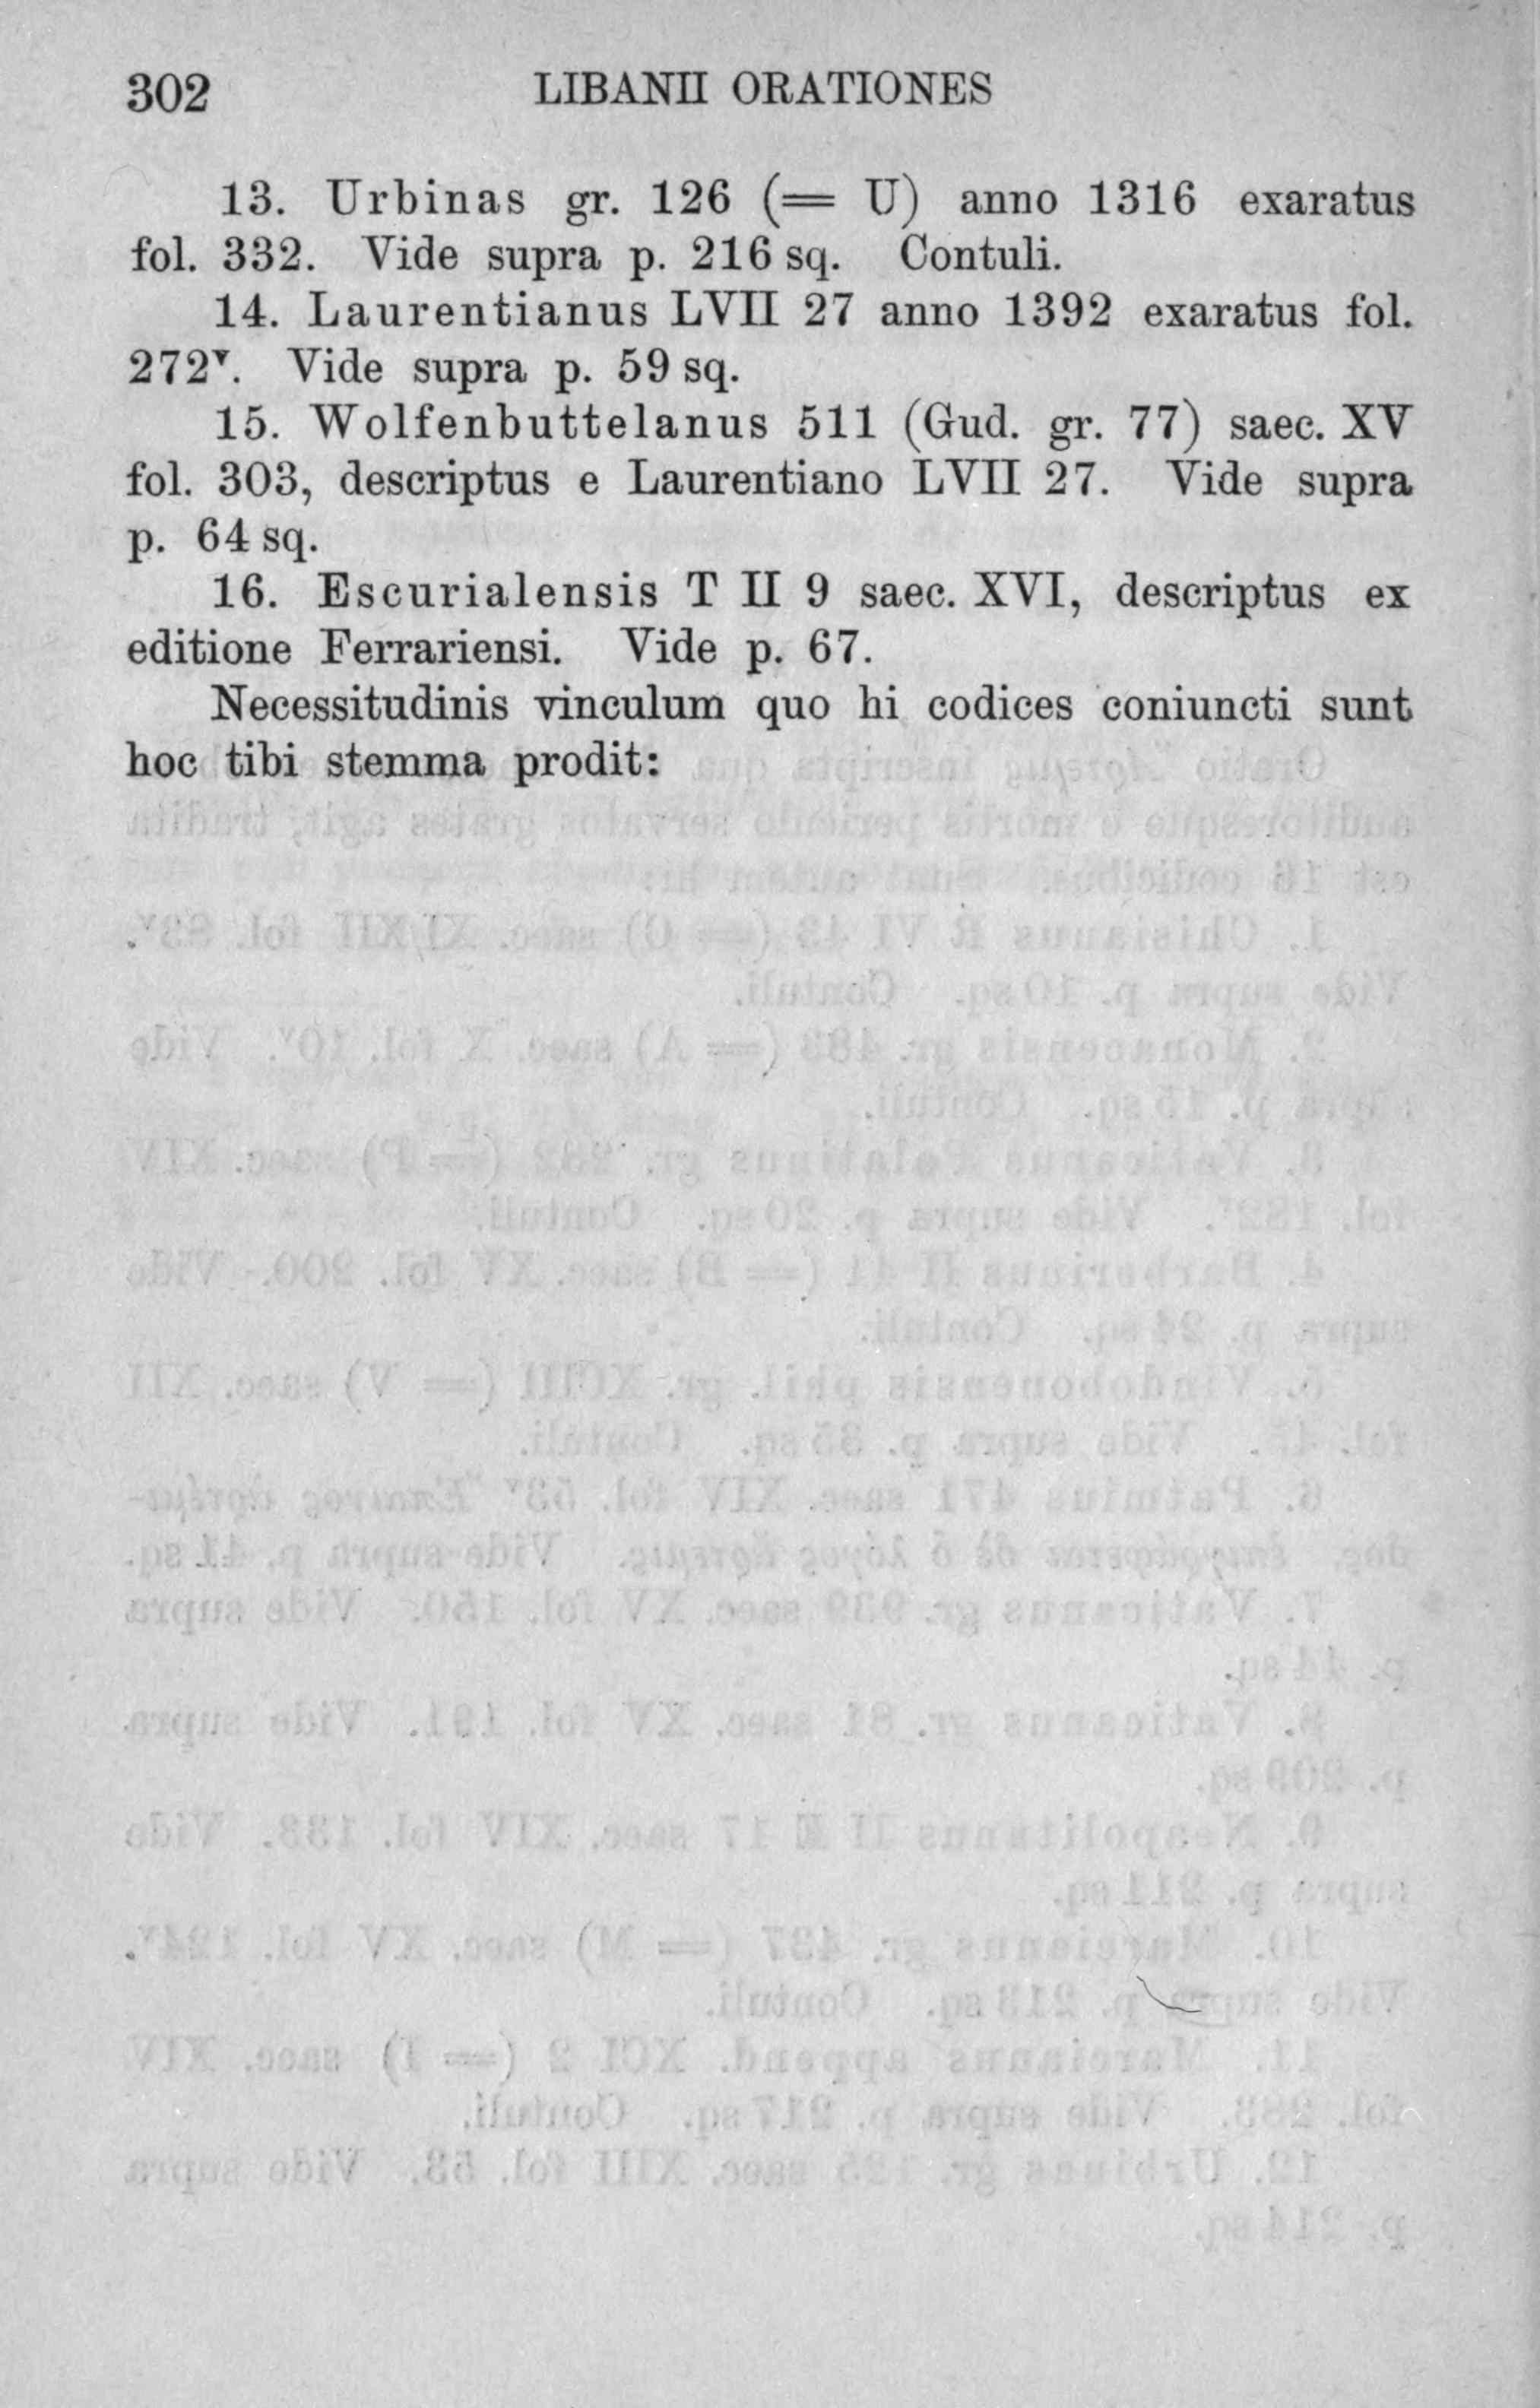 302 LIBANII ORATIONES
13. Urbinas gr. 126 (= U) anno 1316 exaratus
fol. 332. Vide supra p. 216 sq. Contuli.
14. Laurentianus LVII 27 anno 1392 exaratus fol.
272ᵛ. Vide supra p. 59 sq.
15. Wolfenbuttelanus 511 (Gud. gr. 77) saec. XV
fol. 303, descriptus e Laurentiano LVII 27. Vide supra
p. 64 sq.
16. Escurialensis T II 9 saec. XVI, descriptus ex
editione Ferrariensi. Vide p. 67.
Necessitudinis vinculum quo hi codices coniuncti sunt
hoc tibi stemma prodit: